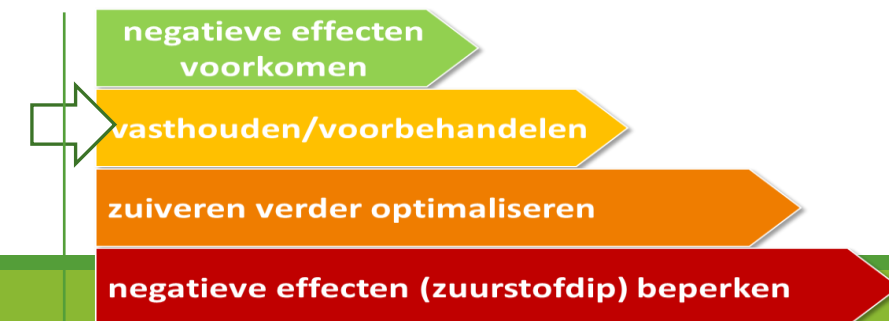 negatieve effecten
voorkomen
vasthouden/voorbehandelen
zuiveren verder optimaliseren
negatieve effecten (zuurstofdip) beperken